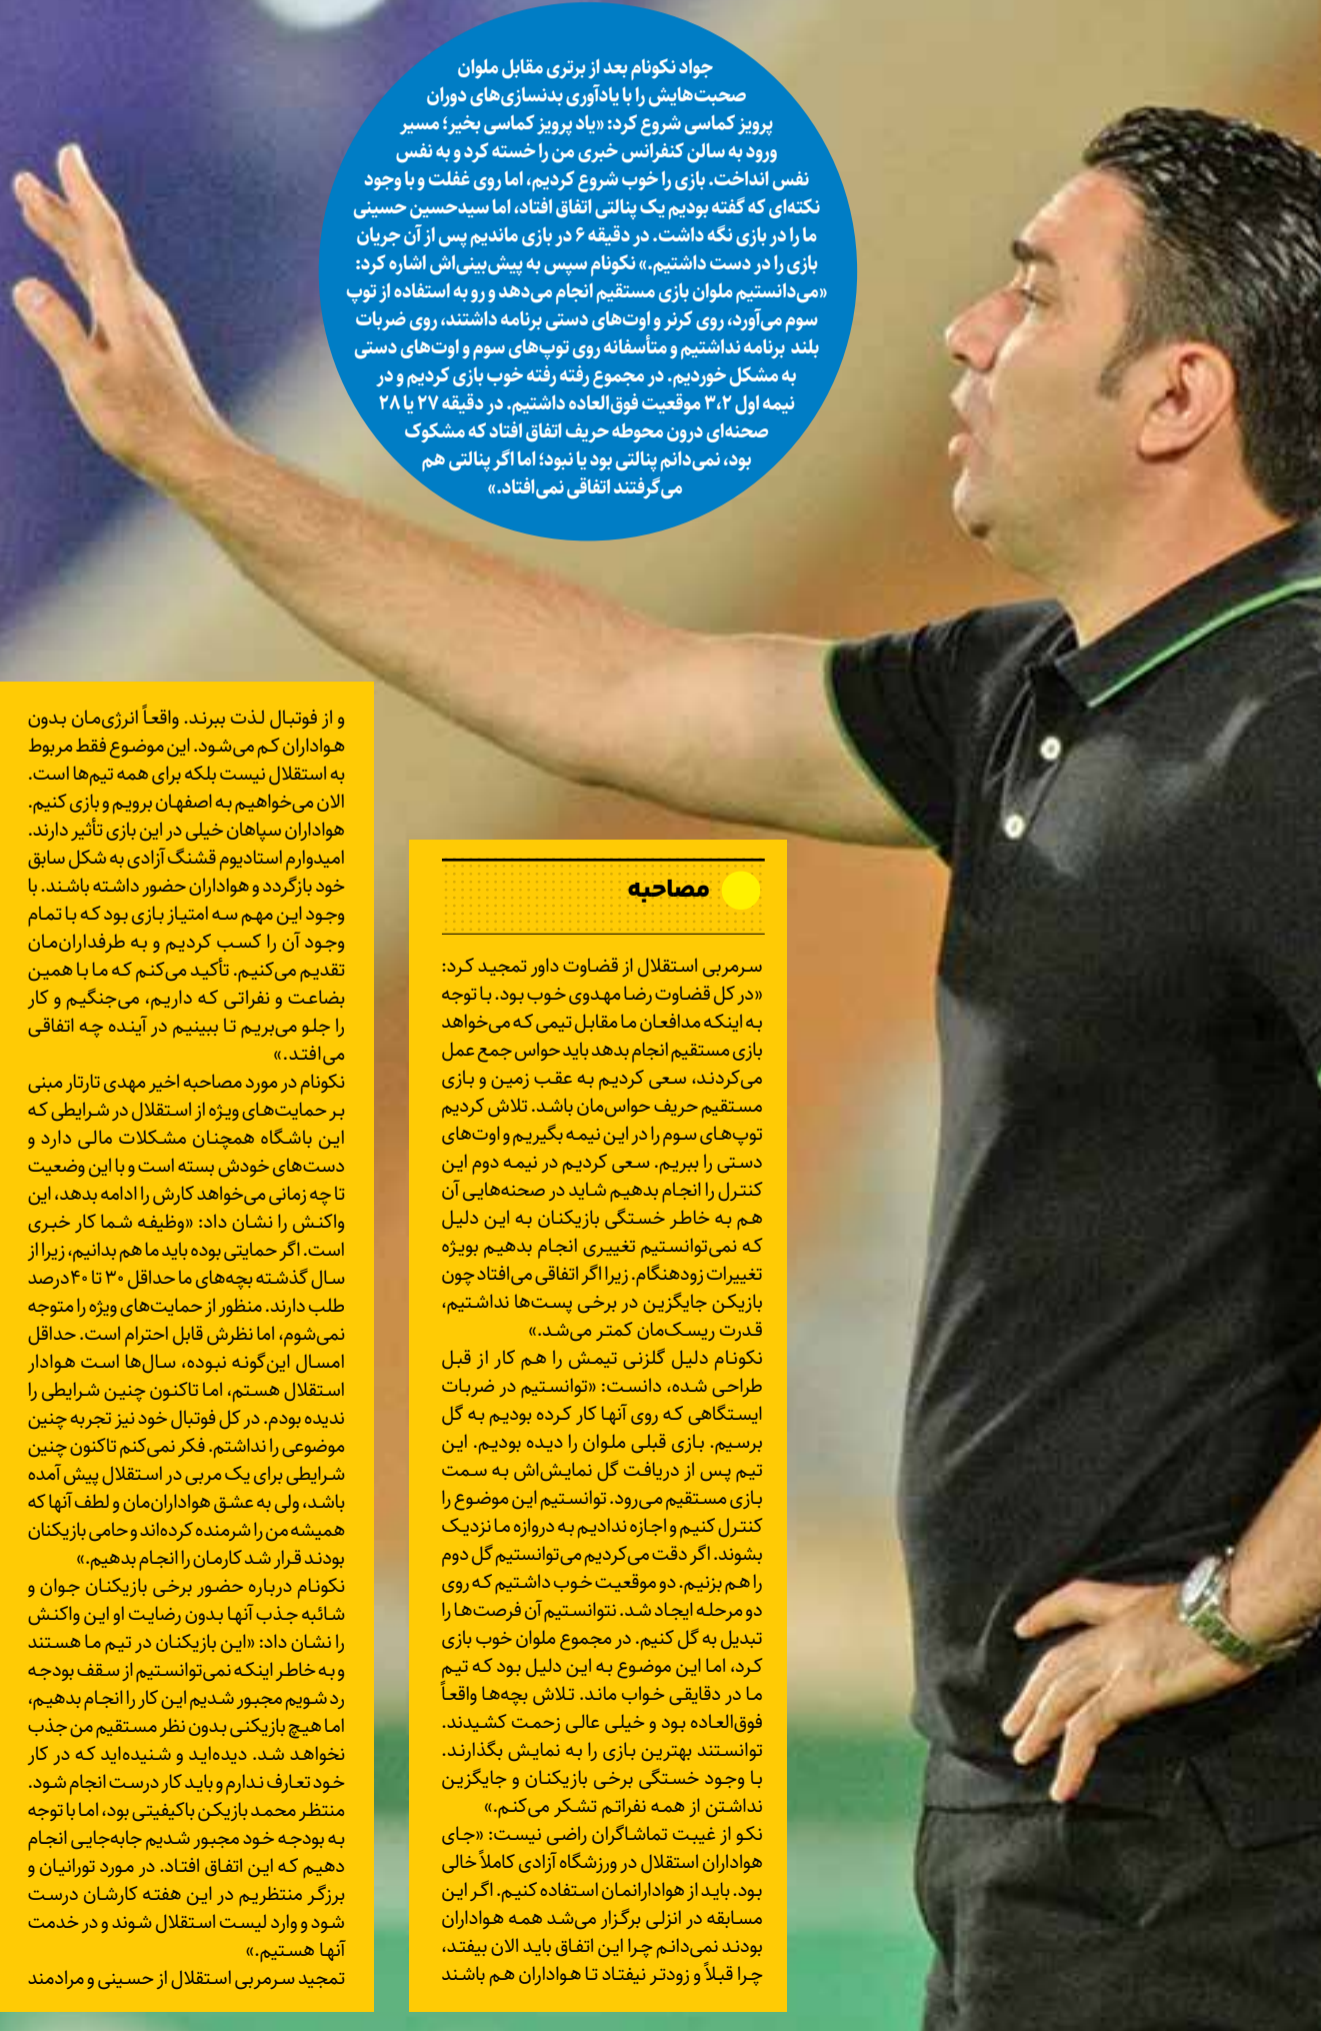 جواد نکونام بعد از برتری مقابل ملوان
صحبت‌هایش را با یادآوری بدنسازی‌های دوران
پرویز کماسی شروع کرد: «یاد پرویز کماسی بخیر؛ مسیر
ورود به سالن کنفرانس خبری من را خسته کرد و به نفس
نفس انداخت. بازی را خوب شروع کردیم، اما روی غفلت و با وجود
نکته‌ای که گفته بودیم یک پنالتی اتفاق افتاد، اما سیدحسین حسینی
ما را در بازی نگه داشت. در دقیقه ۶ در بازی ماندیم پس از آن جریان
بازی را در دست داشتیم.» نکونام سپس به پیش‌بینی‌اش اشاره کرد:
«می‌دانستیم ملوان بازی مستقیم انجام می‌دهد و رو به استفاده از توپ
سوم می‌آورد، روی کرنر و اوت‌های دستی برنامه داشتند، روی ضربات
بلند برنامه نداشتیم و متأسفانه روی توپ‌های سوم و اوت‌های دستی
به مشکل خوردیم. در مجموع رفته رفته خوب بازی کردیم و در
نیمه اول ۳،۲ موقعیت فوق‌العاده داشتیم. در دقیقه ۲۷ یا ۲۸
صحنه‌ای درون محوطه حریف اتفاق افتاد که مشکوک
بود، نمی‌دانم پنالتی بود یا نبود؛ اما اگر پنالتی هم
می‌گرفتند اتفاقی نمی‌افتاد.»
مصاحبه
سرمربی استقلال از قضاوت داور تمجید کرد:
«در کل قضاوت رضا مهدوی خوب بود. با توجه
به اینکه مدافعان ما مقابل تیمی که می‌خواهد
بازی مستقیم انجام بدهد باید حواس جمع عمل
می‌کردند، سعی کردیم به عقب زمین و بازی
مستقیم حریف حواس‌مان باشد. تلاش کردیم
توپ‌های سوم را در این نیمه بگیریم و اوت‌های
دستی را ببریم. سعی کردیم در نیمه دوم این
کنترل را انجام بدهیم شاید در صحنه‌هایی آن
هم به خاطر خستگی بازیکنان به این دلیل
که نمی‌توانستیم تغییری انجام بدهیم بویژه
تغییرات زودهنگام. زیرا اگر اتفاقی می‌افتاد چون
بازیکن جایگزین در برخی پست‌ها نداشتیم،
قدرت ریسک‌مان کمتر می‌شد.»
نکونام دلیل گلزنی تیمش را هم کار از قبل
طراحی شده، دانست: «توانستیم در ضربات
ایستگاهی که روی آنها کار کرده بودیم به گل
برسیم. بازی قبلی ملوان را دیده بودیم. این
تیم پس از دریافت گل نمایش‌اش به سمت
بازی مستقیم می‌رود. توانستیم این موضوع را
کنترل کنیم و اجازه ندادیم به دروازه ما نزدیک
بشوند. اگر دقت می‌کردیم می‌توانستیم گل دوم
را هم بزنیم. دو موقعیت خوب داشتیم که روی
دو مرحله ایجاد شد. نتوانستیم آن فرصت‌ها را
تبدیل به گل کنیم. در مجموع ملوان خوب بازی
کرد، اما این موضوع به این دلیل بود که تیم
ما در دقایقی خواب ماند. تلاش بچه‌ها واقعاً
فوق‌العاده بود و خیلی عالی زحمت کشیدند.
توانستند بهترین بازی را به نمایش بگذارند.
با وجود خستگی برخی بازیکنان و جایگزین
نداشتن از همه نفراتم تشکر می‌کنم.»
نکو از غیبت تماشاگران راضی نیست: «جای
هواداران استقلال در ورزشگاه آزادی کاملاً خالی
بود. باید از هوادارانمان استفاده کنیم. اگر این
مسابقه در انزلی برگزار می‌شد همه هواداران
بودند نمی‌دانم چرا این اتفاق باید الان بیفتد،
چرا قبلاً و زودتر نیفتاد تا هواداران هم باشند
و از فوتبال لذت ببرند. واقعاً انرژی‌مان بدون
هواداران کم می‌شود. این موضوع فقط مربوط
به استقلال نیست بلکه برای همه تیم‌ها است.
الان می‌خواهیم به اصفهان برویم و بازی کنیم.
هواداران سپاهان خیلی در این بازی تأثیر دارند.
امیدوارم استادیوم قشنگ آزادی به شکل سابق
خود بازگردد و هواداران حضور داشته باشند. با
وجود این مهم سه امتیاز بازی بود که با تمام
وجود آن را کسب کردیم و به طرفداران‌مان
تقدیم می‌کنیم. تأکید می‌کنم که ما با همین
بضاعت و نفراتی که داریم، می‌جنگیم و کار
را جلو می‌بریم تا ببینیم در آینده چه اتفاقی
می‌افتد.»
نکونام در مورد مصاحبه اخیر مهدی تارتار مبنی
بر حمایت‌های ویژه از استقلال در شرایطی که
این باشگاه همچنان مشکلات مالی دارد و
دست‌های خودش بسته است و با این وضعیت
تا چه زمانی می‌خواهد کارش را ادامه بدهد، این
واکنش را نشان داد: «وظیفه شما کار خبری
است. اگر حمایتی بوده باید ما هم بدانیم، زیرا از
سال گذشته بچه‌های ما حداقل ۳۰ تا ۴۰درصد
طلب دارند. منظور از حمایت‌های ویژه را متوجه
نمی‌شوم، اما نظرش قابل احترام است. حداقل
امسال این‌گونه نبوده، سال‌ها است هوادار
استقلال هستم، اما تاکنون چنین شرایطی را
ندیده بودم. در کل فوتبال خود نیز تجربه چنین
موضوعی را نداشتم. فکر نمی‌کنم تاکنون چنین
شرایطی برای یک مربی در استقلال پیش آمده
باشد، ولی به عشق هواداران‌مان و لطف آنها که
همیشه من را شرمنده کرده‌اند و حامی بازیکنان
بودند قرار شد کارمان را انجام بدهیم.»
نکونام درباره حضور برخی بازیکنان جوان و
شائبه جذب آنها بدون رضایت او این واکنش
را نشان داد: «این بازیکنان در تیم ما هستند
و به خاطر اینکه نمی‌توانستیم از سقف بودجه
رد شویم مجبور شدیم این کار را انجام بدهیم،
اما هیچ بازیکنی بدون نظر مستقیم من جذب
نخواهد شد. دیده‌اید و شنیده‌اید که در کار
خود تعارف ندارم و باید کار درست انجام شود.
منتظر محمد بازیکن باکیفیتی بود، اما با توجه
به بودجه خود مجبور شدیم جابه‌جایی انجام
دهیم که این اتفاق افتاد. در مورد تورانیان و
برزگر منتظریم در این هفته کارشان درست
شود و وارد لیست استقلال شوند و در خدمت
آنها هستیم.»
تمجید سرمربی استقلال از حسینی و مرادمند